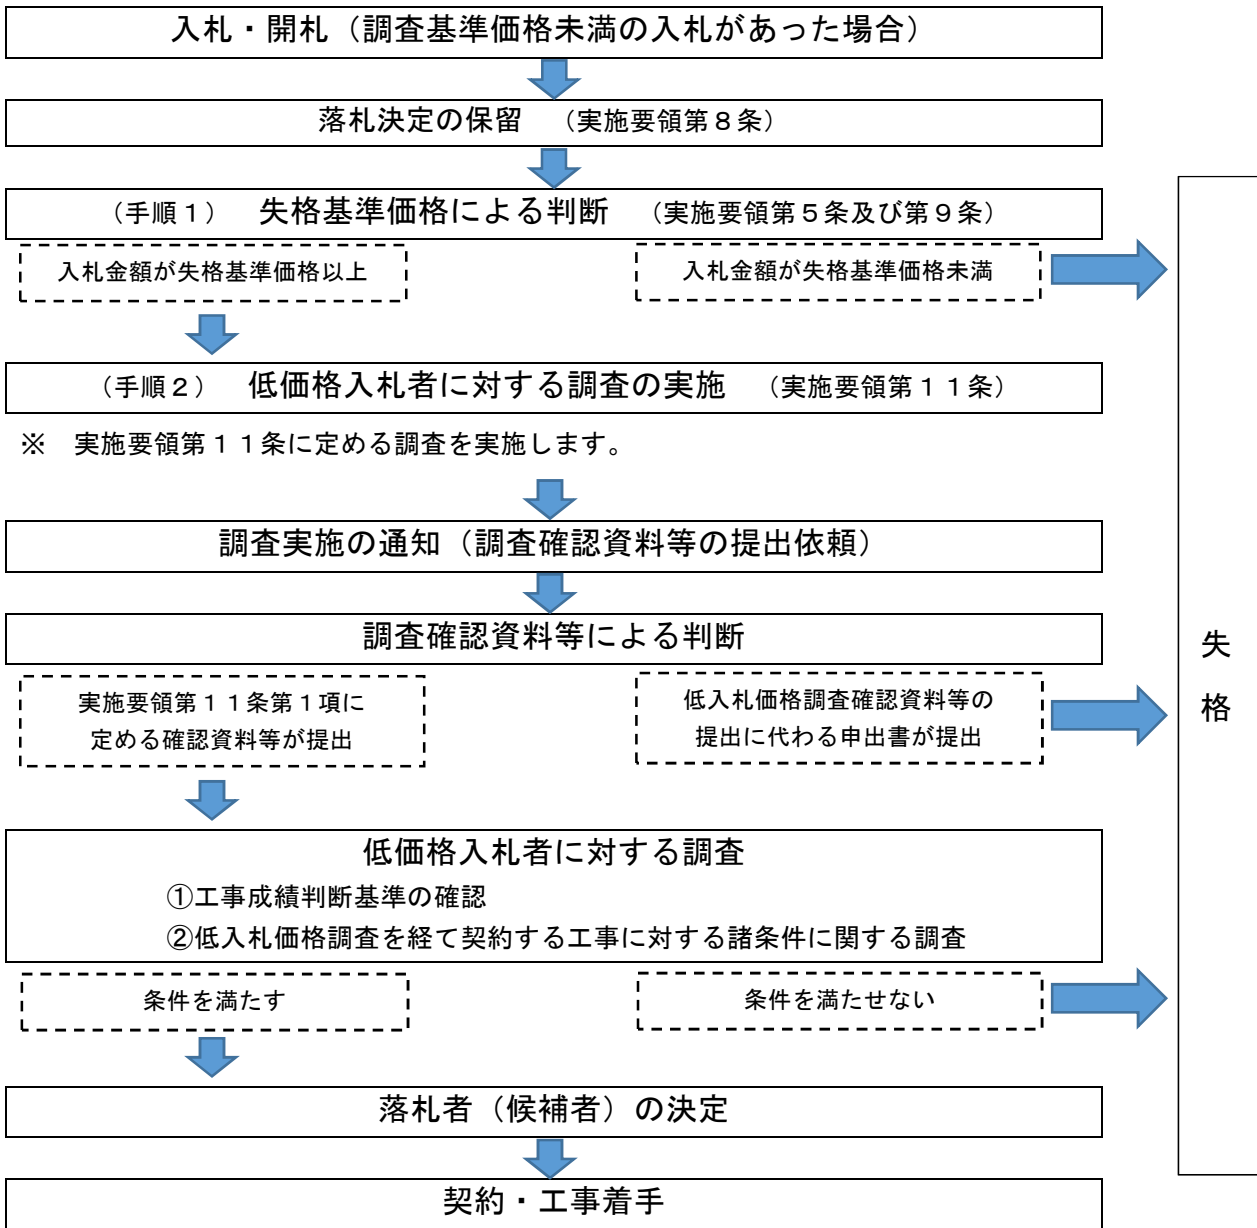 入札・開札（調査基準価格未満の入札があった場合）
落札決定の保留　（実施要領第８条）
（手順１）　失格基準価格による判断　（実施要領第５条及び第９条）
入札金額が失格基準価格以上
入札金額が失格基準価格未満
（手順２）　低価格入札者に対する調査の実施　（実施要領第１１条）
※　実施要領第１１条に定める調査を実施します。
調査実施の通知（調査確認資料等の提出依頼）
調査確認資料等による判断
実施要領第１１条第１項に
定める確認資料等が提出
低入札価格調査確認資料等の
提出に代わる申出書が提出
低価格入札者に対する調査
①工事成績判断基準の確認
②低入札価格調査を経て契約する工事に対する諸条件に関する調査
条件を満たす
条件を満たせない
落札者（候補者）の決定
契約・工事着手
失
格